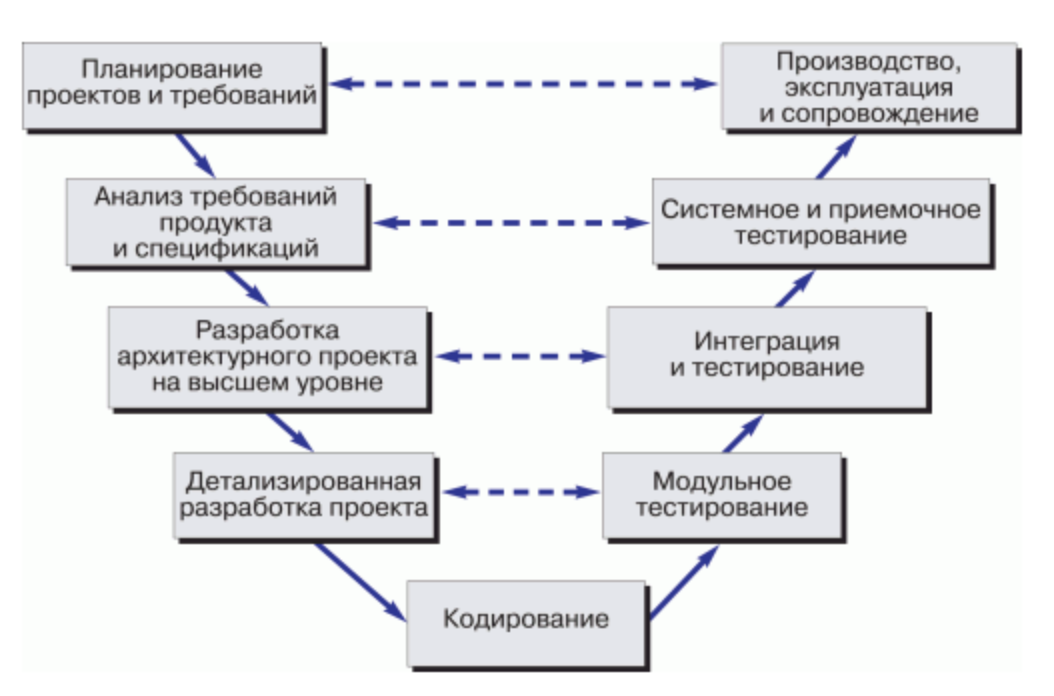 Планирование
проектов и требований
Производство,
эксплуатация
и сопровождение
Анализ требований
продукта
и спецификаций
Системное и приемочное
тестирование
Разработка
архитектурного проекта
на высшем уровне
Интеграция
и тестирование
Детализированная
разработка проекта
Модульное
тестирование
Кодирование